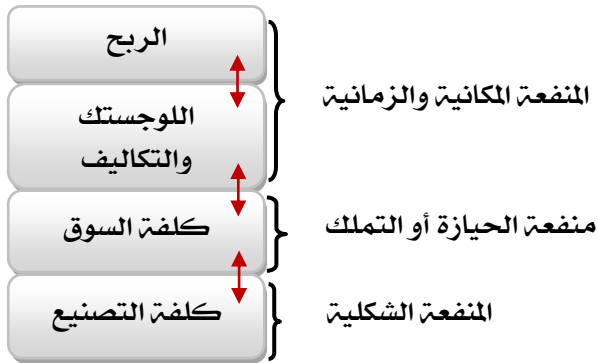 الربح
المنفعة المكانية والزمانية
اللوجستك
والتكاليف
كلفة السوق
منفعة الحيازة أو التملك
كلفة التصنيع
المنفعة الشكلية